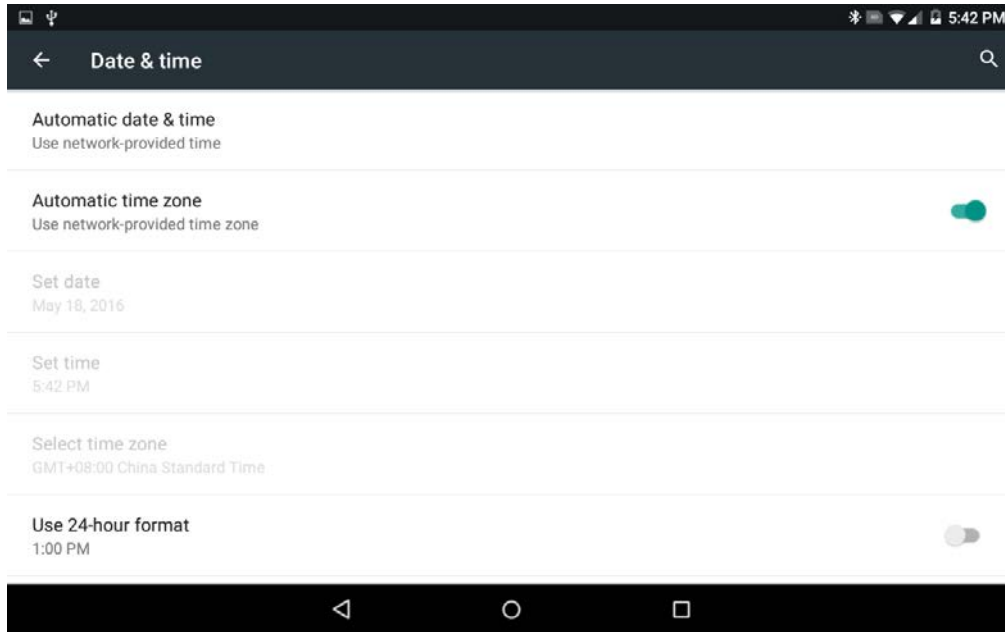 5:42 PM
Date & time
Automatic date & time
Use network-provided time
Automatic time zone
Use network-provided time zone
Set date
May 18, 2016
Set time
5:42 PM
Select time zone
GMT+08:00 China Standard Time
Use 24-hour format
1:00 PM